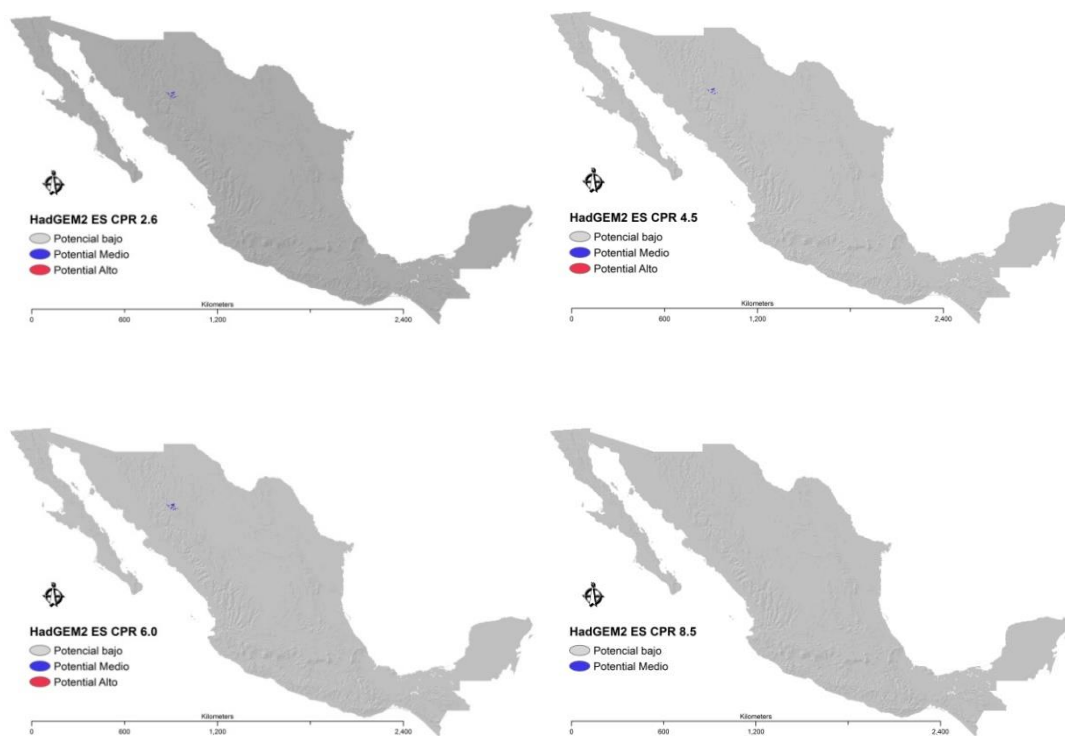 HadGEM2 ES CPR 2.6
Potencial bajo
Potential Medio
Potential Alto
Kilometers
0 600 1,200 2,400
HadGEM2 ES CPR 4.5
Potencial bajo
Potential Medio
Potential Alto
Kilometers
0 600 1,200 2,400
HadGEM2 ES CPR 6.0
Potencial bajo
Potential Medio
Potential Alto
Kilometers
0 600 1,200 2,400
HadGEM2 ES CPR 8.5
Potencial bajo
Potential Medio
Kilometers
0 600 1,200 2,400